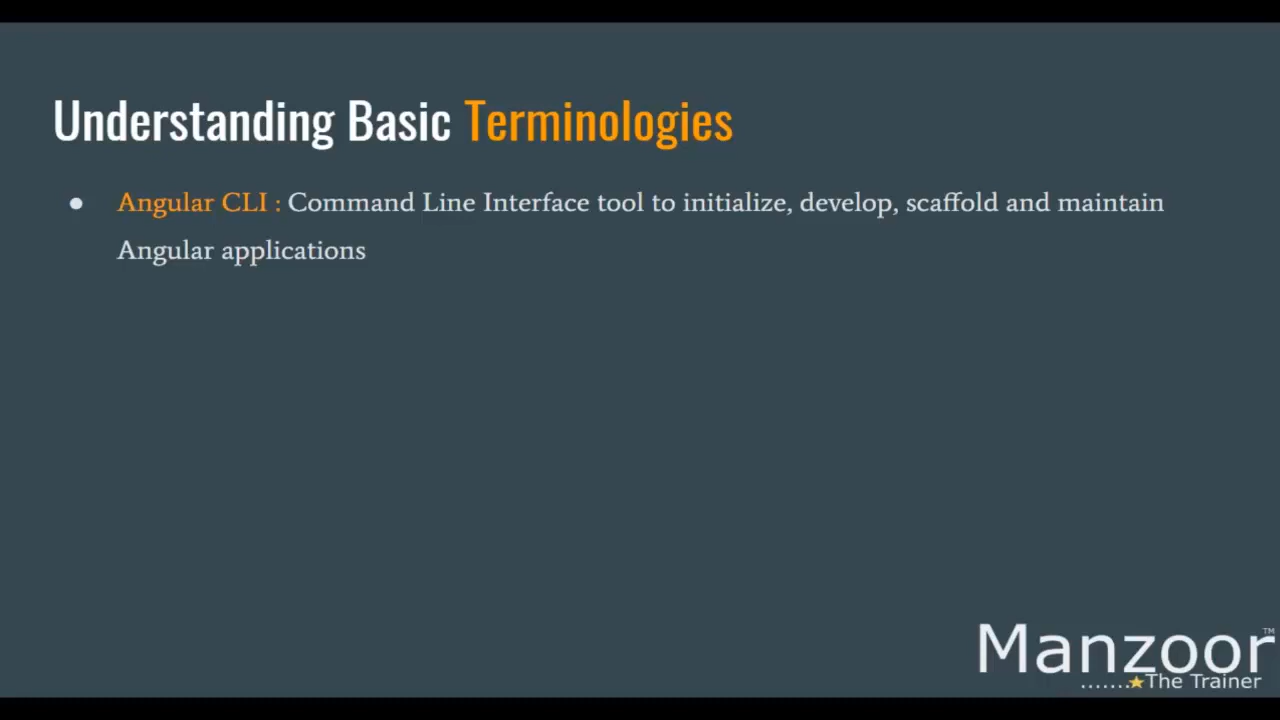 Understanding Basic Terminologies
● Angular CLI : Command Line Interface tool to initialize, develop, scaffold and maintain
Angular applications
Manzoor™
.......★The Trainer